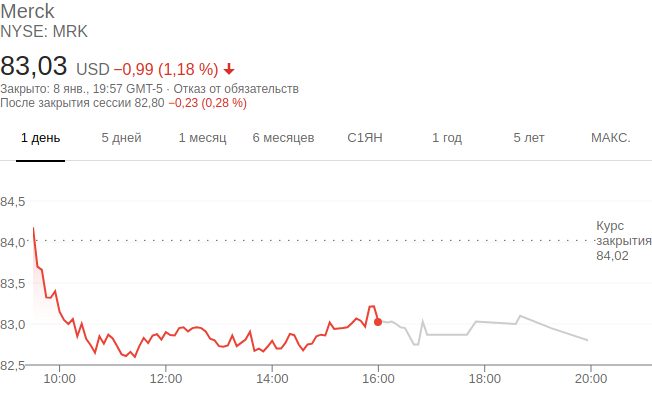 Merck
NYSE: MRK
83,03 USD −0,99 (1,18 %)
Закрыто: 8 янв., 19:57 GMT-5 · Отказ от обязательств
После закрытия сессии 82,80 −0,23 (0,28 %)
1 день 5 дней 1 месяц 6 месяцев С1ЯН 1 год 5 лет МАКС.
84,5
Курс
84,0 закрытия
84,02
83,5
83,0
82,5
10:00 12:00 14:00 16:00 18:00 20:00